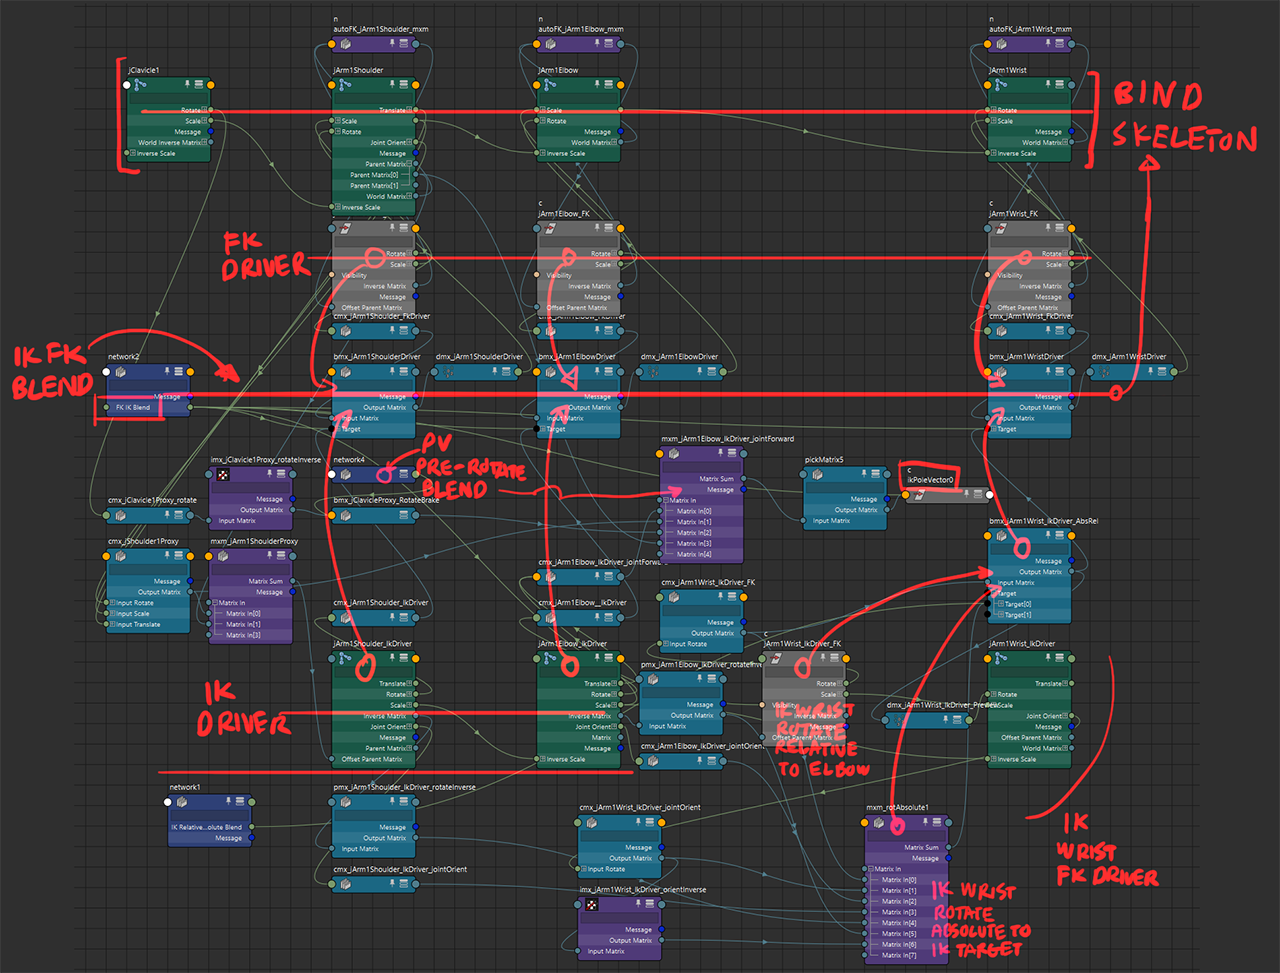 n
autoFK_jArm1Shoulder_mxm
n
autoFK_jArm1Elbow_mxm
n
autoFK_jArm1Wrist_mxm
jClavicle1
Rotate
Scale
Message
World Inverse Matrix
Inverse Scale
jArm1Shoulder
Translate
Scale
Rotate
Joint Orient
Message
Parent Matrix
Parent Matrix[0]
Parent Matrix[1]
World Matrix
Inverse Scale
jArm1Elbow
Scale
Rotate
Message
World Matrix
Inverse Scale
jArm1Wrist
Rotate
Scale
Message
World Matrix
Inverse Scale
BIND
SKELETON
FK
DRIVER
Rotate
Scale
Visibility
Inverse Matrix
Message
Offset Parent Matrix
c
jArm1Elbow_FK
Rotate
Scale
Visibility
Inverse Matrix
Message
Offset Parent Matrix
c
jArm1Wrist_FK
Rotate
Scale
Visibility
Inverse Matrix
Message
Offset Parent Matrix
cmx_jArm1Shoulder_FkDriver
cmx_jArm1Wrist_FkDriver
IK FK
BLEND
network2
Message
FK IK Blend
bmx_jArm1ShoulderDriver
Message
Output Matrix
Input Matrix
Target
dmx_jArm1ShoulderDriver
bmx_jArm1ElbowDriver
Message
Output Matrix
Input Matrix
Target
dmx_jArm1ElbowDriver
bmx_jArm1WristDriver
Message
Output Matrix
Input Matrix
Target
dmx_jArm1WristDriver
PV
PRE-ROTATE
BLEND
imx_jClavicle1Proxy_rotateInverse
Message
Output Matrix
Input Matrix
network4
bmx_jClavicleProxy_RotateBrake
cmx_jClavicle1Proxy_rotate
mxm_jArm1Elbow_IkDriver_jointForward
Matrix Sum
Message
Matrix In
Matrix In[0]
Matrix In[1]
Matrix In[2]
Matrix In[3]
Matrix In[4]
pickMatrix5
Message
Output Matrix
Input Matrix
c
ikPoleVector0
bmx_jArm1Wrist_IkDriver_AbsRel
Message
Output Matrix
Input Matrix
Target
Target[0]
Target[1]
cmx_jShoulder1Proxy
Message
Output Matrix
Input Rotate
Input Scale
Input Translate
mxm_jArm1ShoulderProxy
Matrix Sum
Message
Matrix In
Matrix In[0]
Matrix In[1]
Matrix In[3]
cmx_jArm1Shoulder_IkDriver
cmx_jArm1Elbow__IkDriver
cmx_jArm1Wrist_IkDriver_FK
Message
Output Matrix
Input Rotate
IK
DRIVER
jArm1Shoulder_IkDriver
Translate
Rotate
Scale
Inverse Matrix
Joint Orient
Message
Parent Matrix
Offset Parent Matrix
jArm1Elbow_IkDriver
Translate
Rotate
Scale
Inverse Matrix
Joint Orient
Matrix
Message
Inverse Scale
Message
Output Matrix
Input Matrix
c
jArm1Wrist_IkDriver_FK
Rotate
Scale
Visibility
Inverse Matrix
Message
Offset Parent Matrix
IK WRIST
ROTATE
RELATIVE
TO ELBOW
jArm1Wrist_IkDriver
Translate
Rotate
Scale
Joint Orient
Message
Offset Parent Matrix
World Matrix
Inverse Scale
network1
IK Relative...olute Blend
Message
pmx_jArm1Shoulder_IkDriver_rotateInverse
Message
Output Matrix
Input Matrix
cmx_jArm1Shoulder_IkDriver_jointOrient
cmx_jArm1Wrist_IkDriver_jointOrient
Message
Output Matrix
Input Rotate
imx_jArm1Wrist_IkDriver_orientInverse
Message
Output Matrix
Input Matrix
mxm_rotAbsolute1
Matrix Sum
Message
Matrix In
Matrix In[0]
Matrix In[1]
Matrix In[2]
Matrix In[3]
Matrix In[4]
Matrix In[5]
Matrix In[6]
Matrix In[7]
IK WRIST
ROTATE
ABSOLUTE TO
IK TARGET
IK
WRIST
FK DRIVER